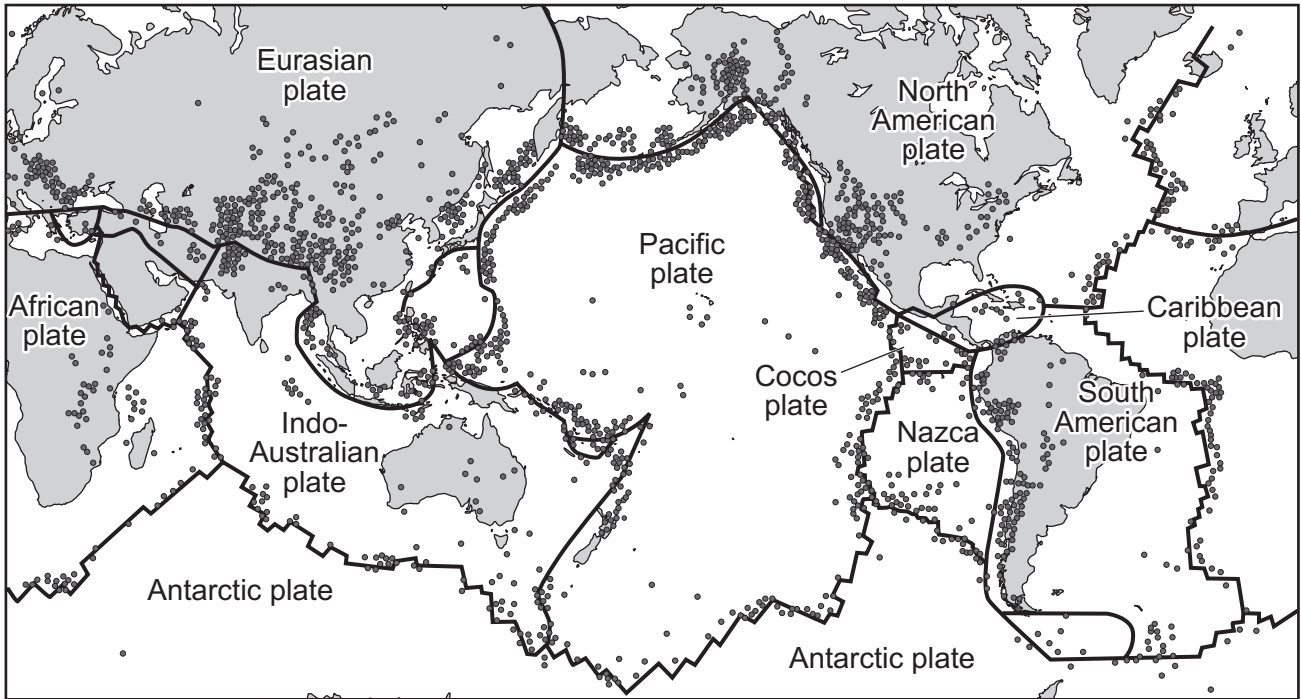 Eurasian
plate
North
American
plate
Pacific
plate
African
plate
Caribbean
plate
Cocos
plate
Indo-
Australian
plate
Nazca
plate
South
American
plate
Antarctic plate
Antarctic plate